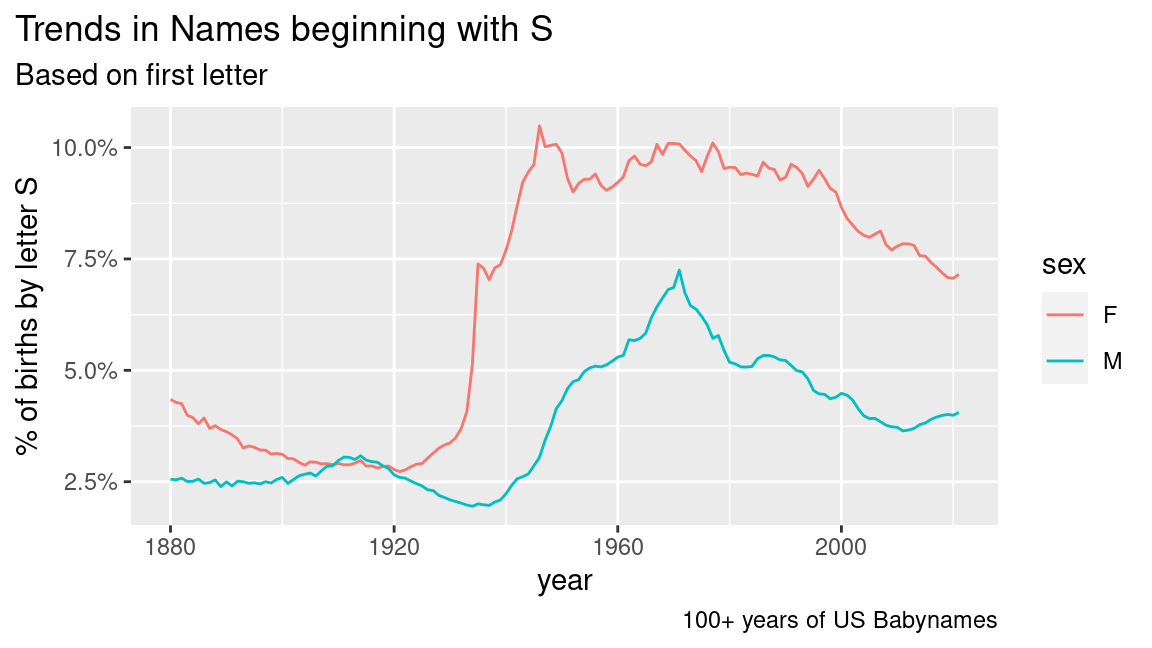 Trends in Names beginning with S
Based on first letter
% of births by letter S
10.0%
7.5%
5.0%
2.5%
1880 1920 1960 2000
year
sex
F
M
100+ years of US Babynames